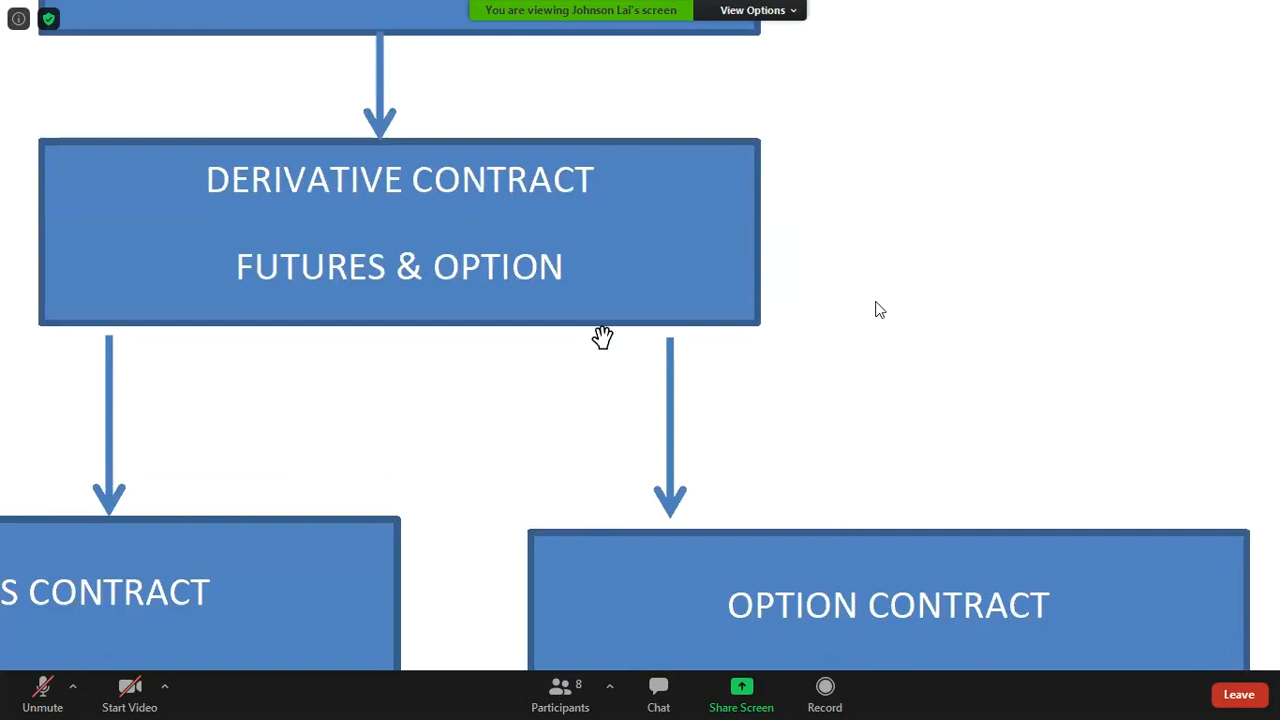 You are viewing Johnson Lai's screen
View Options
DERIVATIVE CONTRACT
FUTURES & OPTION
S CONTRACT
OPTION CONTRACT
Unmute
Start Video
8
Participants
Chat
Share Screen
Record
Leave